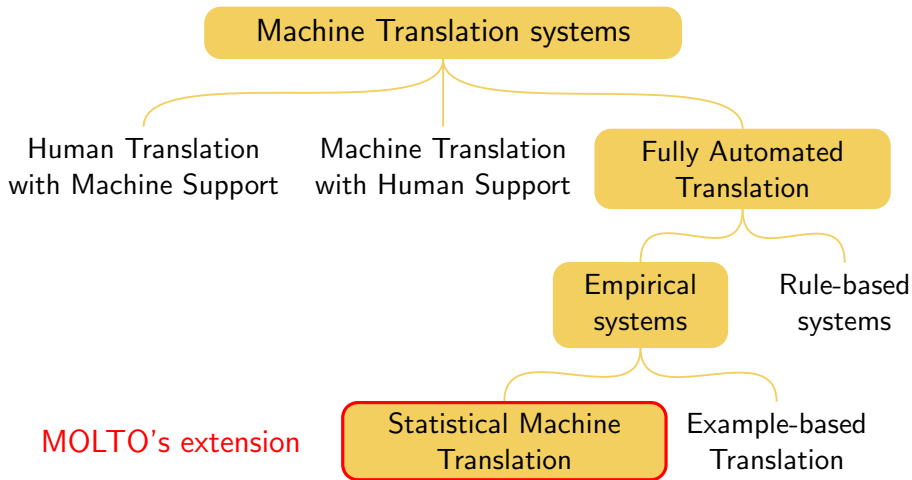 Machine Translation systems
Human Translation
with Machine Support
Machine Translation
with Human Support
Fully Automated
Translation
Empirical
systems
Rule-based
systems
MOLTO's extension
Statistical Machine
Translation
Example-based
Translation